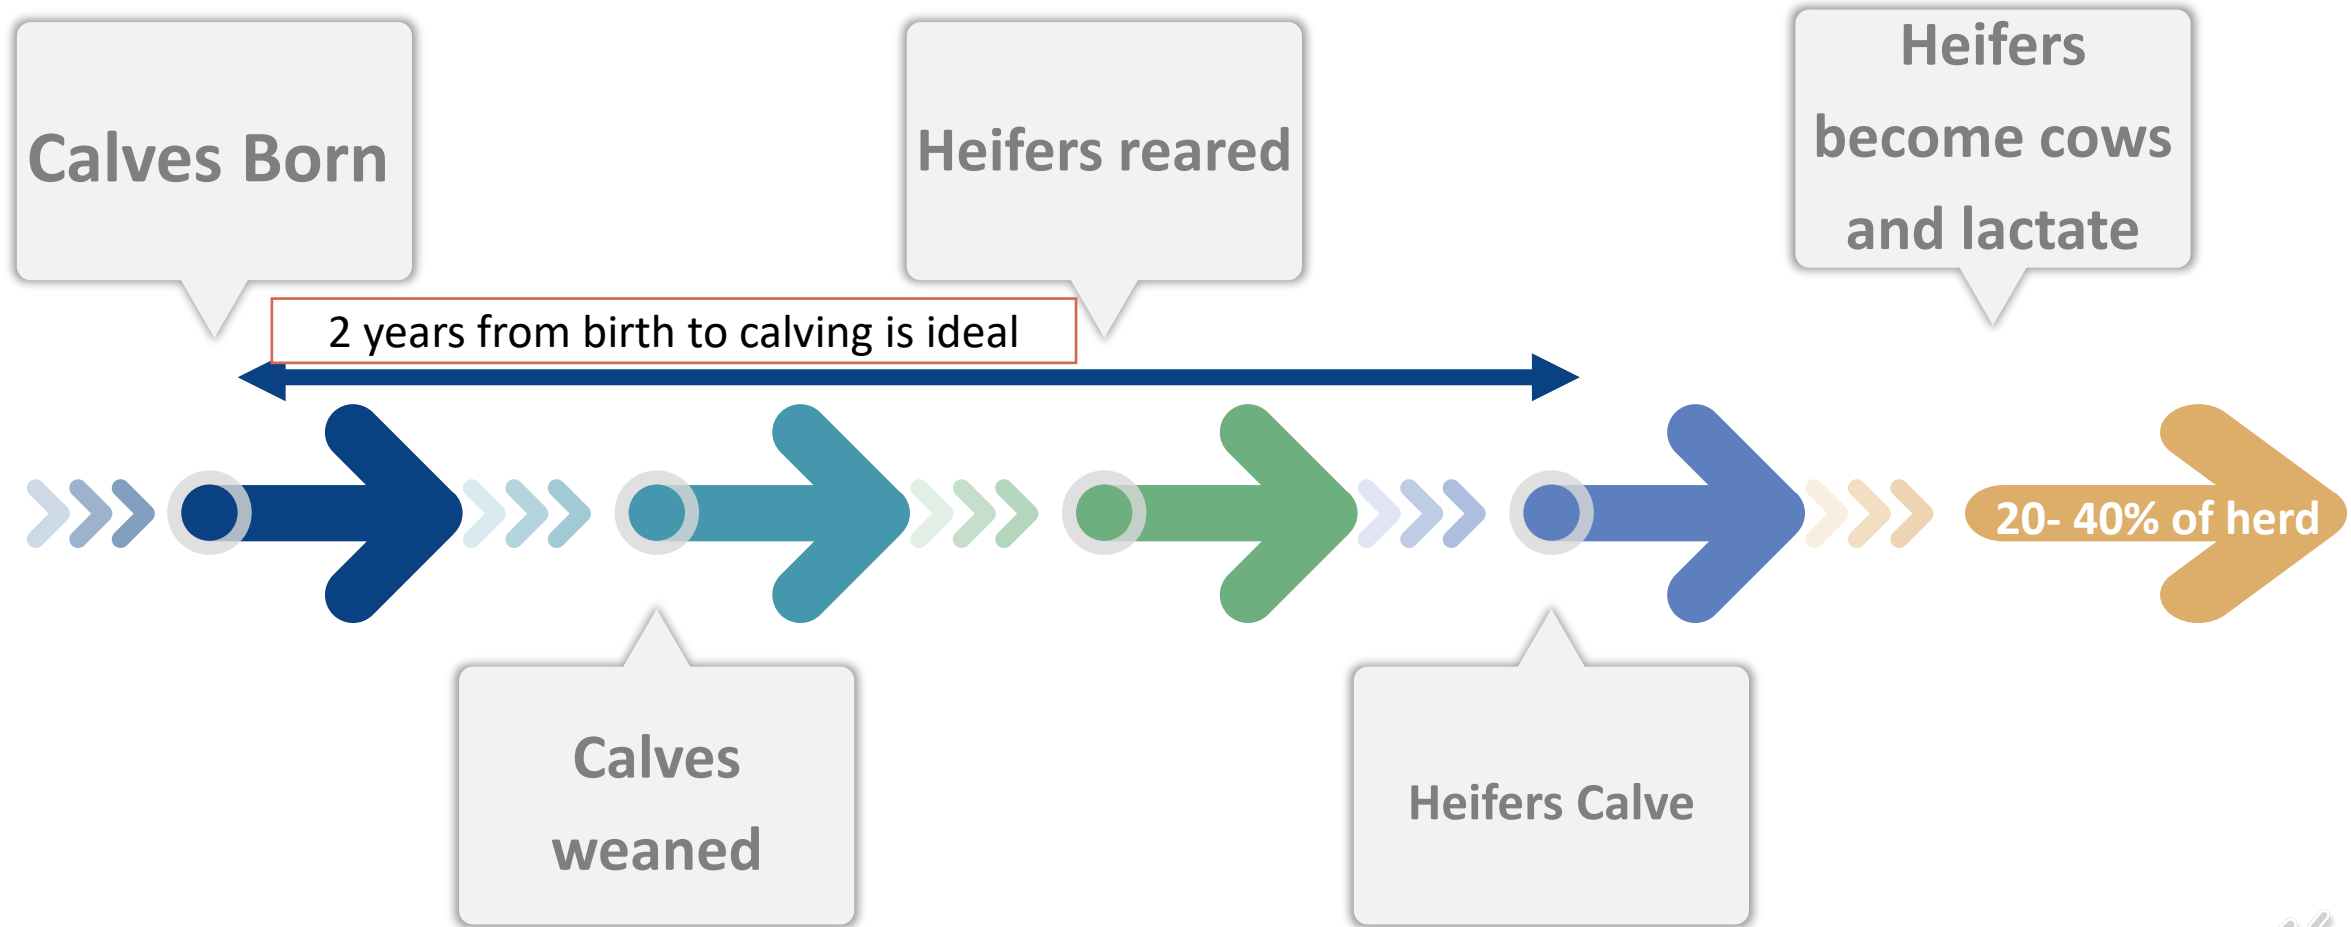 Calves Born
Heifers reared
Heifers
become cows
and lactate
2 years from birth to calving is ideal
20- 40% of herd
Calves
weaned
Heifers Calve